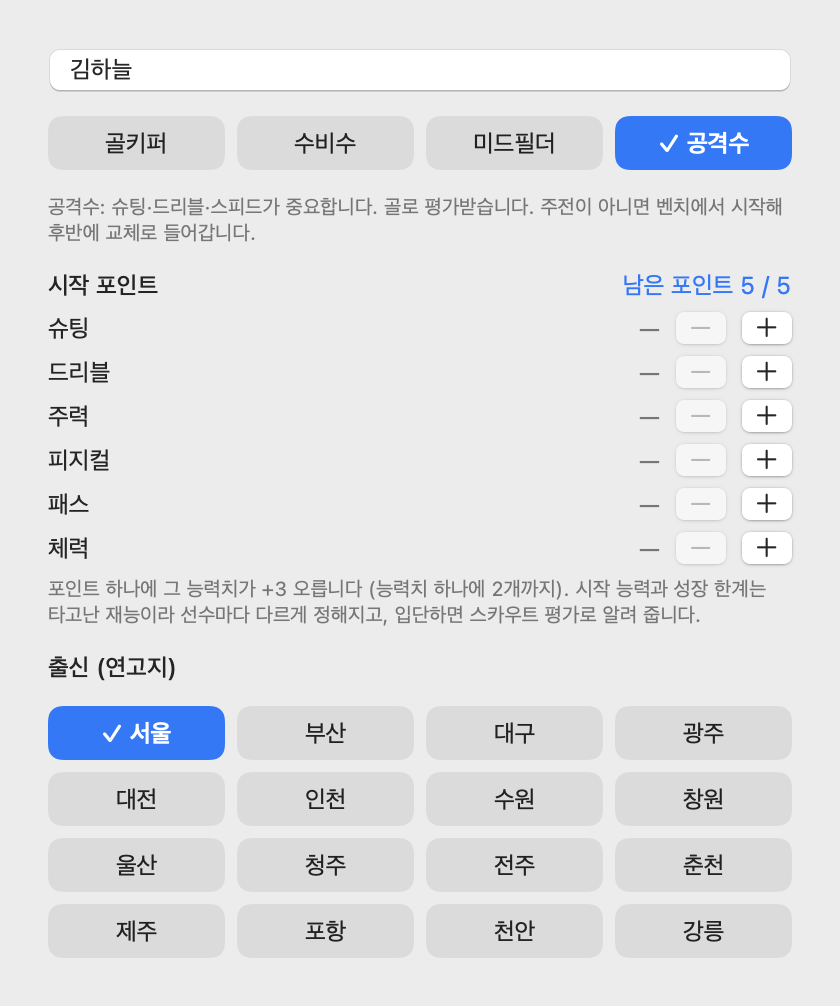 김하늘
골키퍼 수비수 미드필더 ✓ 공격수
공격수: 슈팅·드리블·스피드가 중요합니다. 골로 평가받습니다. 주전이 아니면 벤치에서 시작해
후반에 교체로 들어갑니다.
시작 포인트 남은 포인트 5 / 5
슈팅 — — +
드리블 — — +
주력 — — +
피지컬 — — +
패스 — — +
체력 — — +
포인트 하나에 그 능력치가 +3 오릅니다 (능력치 하나에 2개까지). 시작 능력과 성장 한계는
타고난 재능이라 선수마다 다르게 정해지고, 입단하면 스카우트 평가로 알려 줍니다.
출신 (연고지)
✓ 서울 부산 대구 광주
대전 인천 수원 창원
울산 청주 전주 춘천
제주 포항 천안 강릉